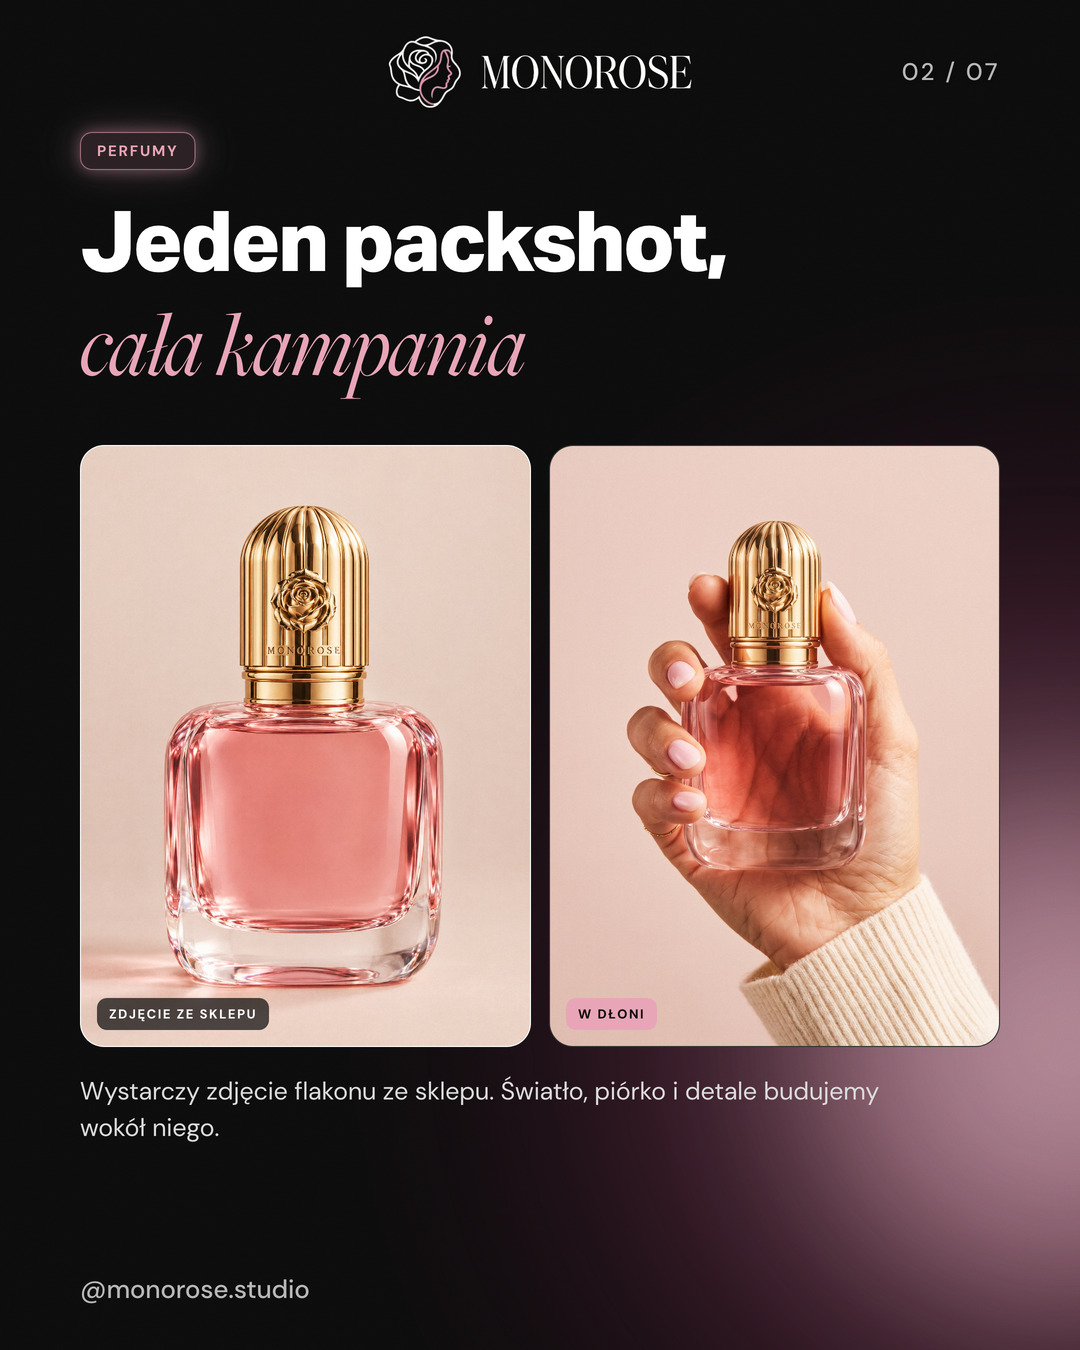 MONOROSE
02 / 07
PERFUMY
Jeden packshot,
cała kampania
MONOROSE
MONOROSE
ZDJĘCIE ZE SKLEPU
W DŁONI
Wystarczy zdjęcie flakonu ze sklepu. Światło, piórko i detale budujemy
wokół niego.
@monorose.studio